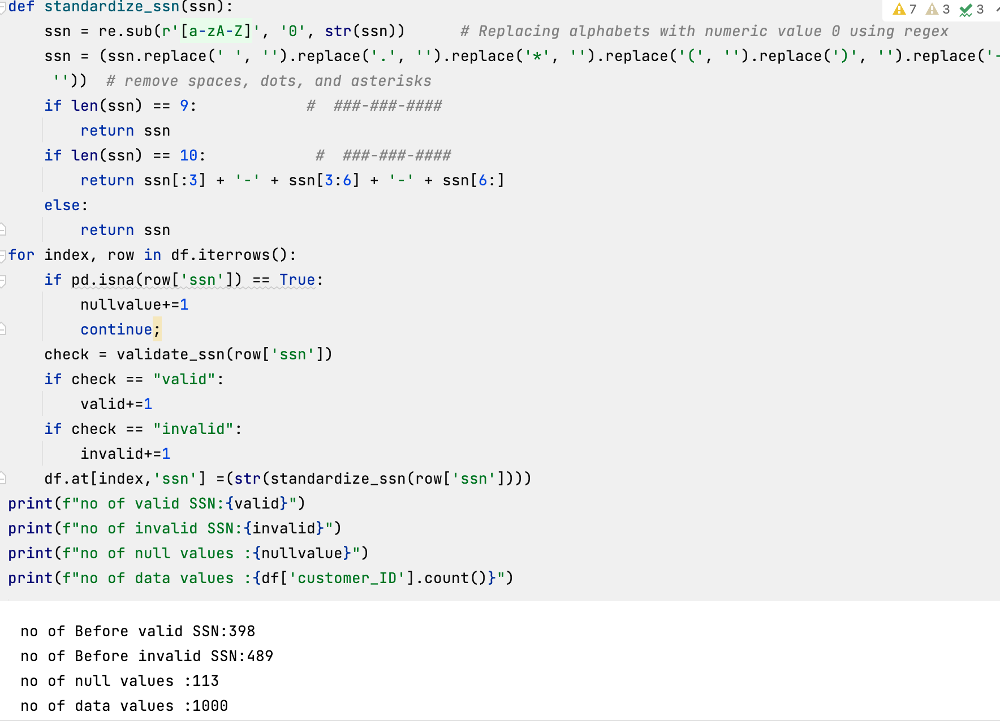 def standardize_ssn(ssn):
7 3 3
    ssn = re.sub(r'[a-zA-Z]', '0', str(ssn))      # Replacing alphabets with numeric value 0 using regex
    ssn = (ssn.replace(' ', '').replace('.', '').replace('*', '').replace('(', '').replace(')', '').replace('-
     ''))  # remove spaces, dots, and asterisks
    if len(ssn) == 9:            #  ###-###-####
        return ssn
    if len(ssn) == 10:            #  ###-###-####
        return ssn[:3] + '-' + ssn[3:6] + '-' + ssn[6:]
    else:
        return ssn
for index, row in df.iterrows():
    if pd.isna(row['ssn']) == True:
        nullvalue+=1
        continue;
    check = validate_ssn(row['ssn'])
    if check == "valid":
        valid+=1
    if check == "invalid":
        invalid+=1
    df.at[index,'ssn'] =(str(standardize_ssn(row['ssn'])))
print(f"no of valid SSN:{valid}")
print(f"no of invalid SSN:{invalid}")
print(f"no of null values :{nullvalue}")
print(f"no of data values :{df['customer_ID'].count()}")
no of Before valid SSN:398
no of Before invalid SSN:489
no of null values :113
no of data values :1000